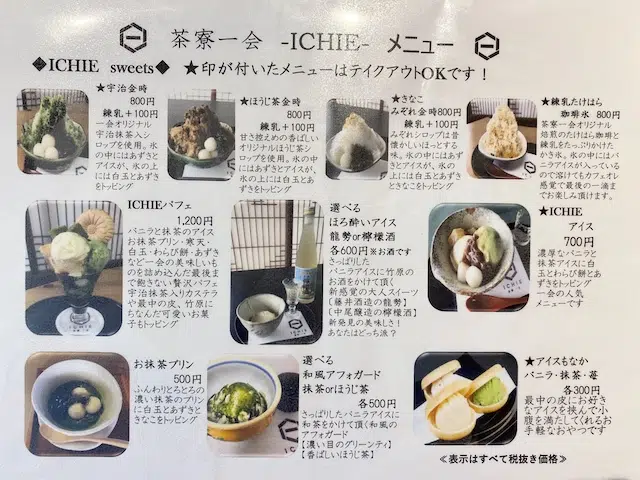 茶寮一会 -ICHIE- メニュー
◆ICHIE sweets◆ ★印が付いたメニューはテイクアウトOKです！
★宇治金時
800円
練乳＋100円
一会オリジナル
宇治抹茶入シ
ロップを使用。氷
の中にはあずきと
アイスが、氷の上
には白玉とあず
きをトッピング
★ほうじ茶金時
800円
練乳＋100円
甘さ控えめの香ばしい
オリジナルほうじ茶シ
ロップを使用。氷の中
にはあずきとアイスが、
氷の上には白玉とあ
ずきをトッピング
★きなこ
みぞれ金時800円
練乳＋100円
みぞれシロップは昔
懐かしいほっとする
味。氷の中にはあず
きとアイスが、氷の
上には白玉とあずき
ときなこをトッピング
★練乳たけはら
珈琲氷 800円
茶寮一会オリジナル
焙煎のたけはら珈琲と
練乳をたっぷりかけた
かき氷。氷の中にはバ
ニラアイスが入っている
ので溶けてもカフェオレ
感覚で最後の一滴ま
でお楽しみ頂けます。
ICHIEパフェ
1,200円
バニラと抹茶のアイス
お抹茶プリン・寒天・
白玉・わらび餅・あずき
など一会の美味しいも
のを詰め込んだ最後ま
で飽きない贅沢パフェ
宇治抹茶入りカステラ
や最中の皮、竹原に
ちなんだ可愛いお菓
子もトッピング
選べる
ほろ酔いアイス
龍勢or檸檬酒
各600円※お酒です
さっぱりした
バニラアイスに竹原の
お酒をかけて頂く
新感覚の大人スイーツ
〔藤井酒造の龍勢〕
〔中尾醸造の檸檬酒〕
新発見の美味しさ！
あなたはどっち派？
★ICHIE
アイス
700円
濃厚なバニラと
抹茶アイスに白
玉とわらび餅とあ
ずきをトッピング
一会の人気
メニューです
お抹茶プリン
500円
ふんわりとろとろの
濃い抹茶のプリン
に白玉とあずきと
きなこをトッピング
選べる
和風アフォガード
抹茶orほうじ茶
各500円
さっぱりしたバニラアイスに
和茶をかけて頂く和風の
アフォガード
【濃い目のグリーンティ】
【香ばしいほうじ茶】
★アイスもなか
バニラ・抹茶・苺
各300円
最中の皮にお好き
なアイスを挟んで小
腹を満たしてくれるお
手軽なおやつです
≪表示はすべて税抜き価格≫